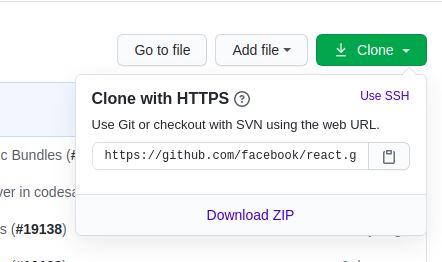 Go to file Add file Clone
Clone with HTTPS Use SSH
Use Git or checkout with SVN using the web URL.
c Bundles (#
https://github.com/facebook/react.g
ver in codesa
Download ZIP
s (#19138)